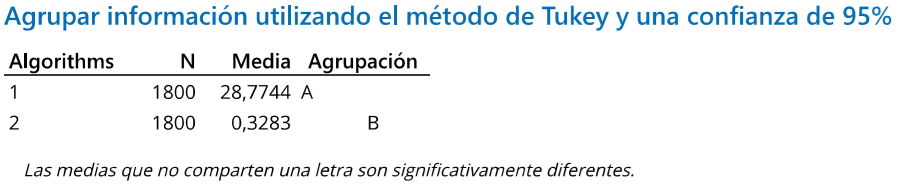 Agrupar información utilizando el método de Tukey y una confianza de 95%
Algorithms N Media Agrupación
1 1800 28,7744 A
2 1800 0,3283 B
Las medias que no comparten una letra son significativamente diferentes.